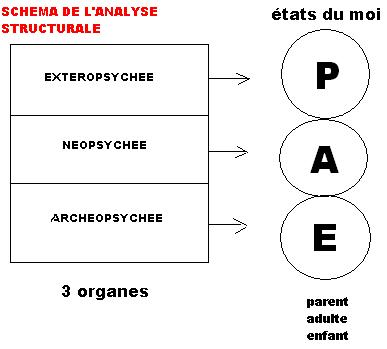 SCHEMA DE L'ANALYSE
STRUCTURALE
états du moi
EXTEROPSYCHEE
P
NEOPSYCHEE
A
ARCHEOPSYCHEE
E
3 organes
parent
adulte
enfant